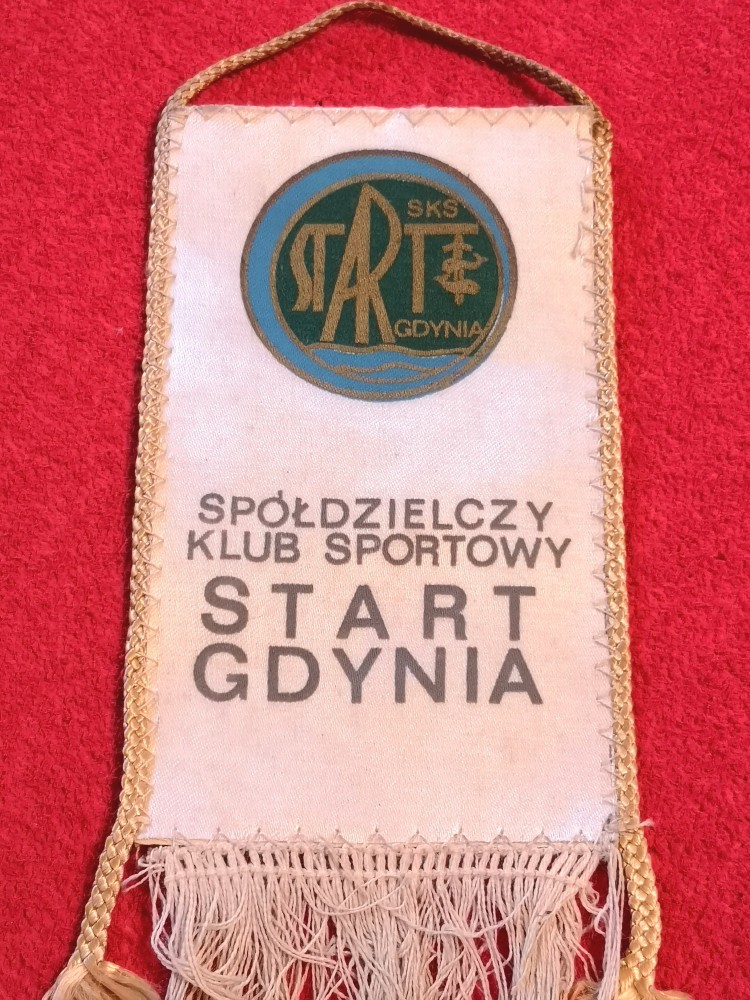 SKS
START
GDYNIA
SPÓŁDZIELCZY
KLUB SPORTOWY
START
GDYNIA